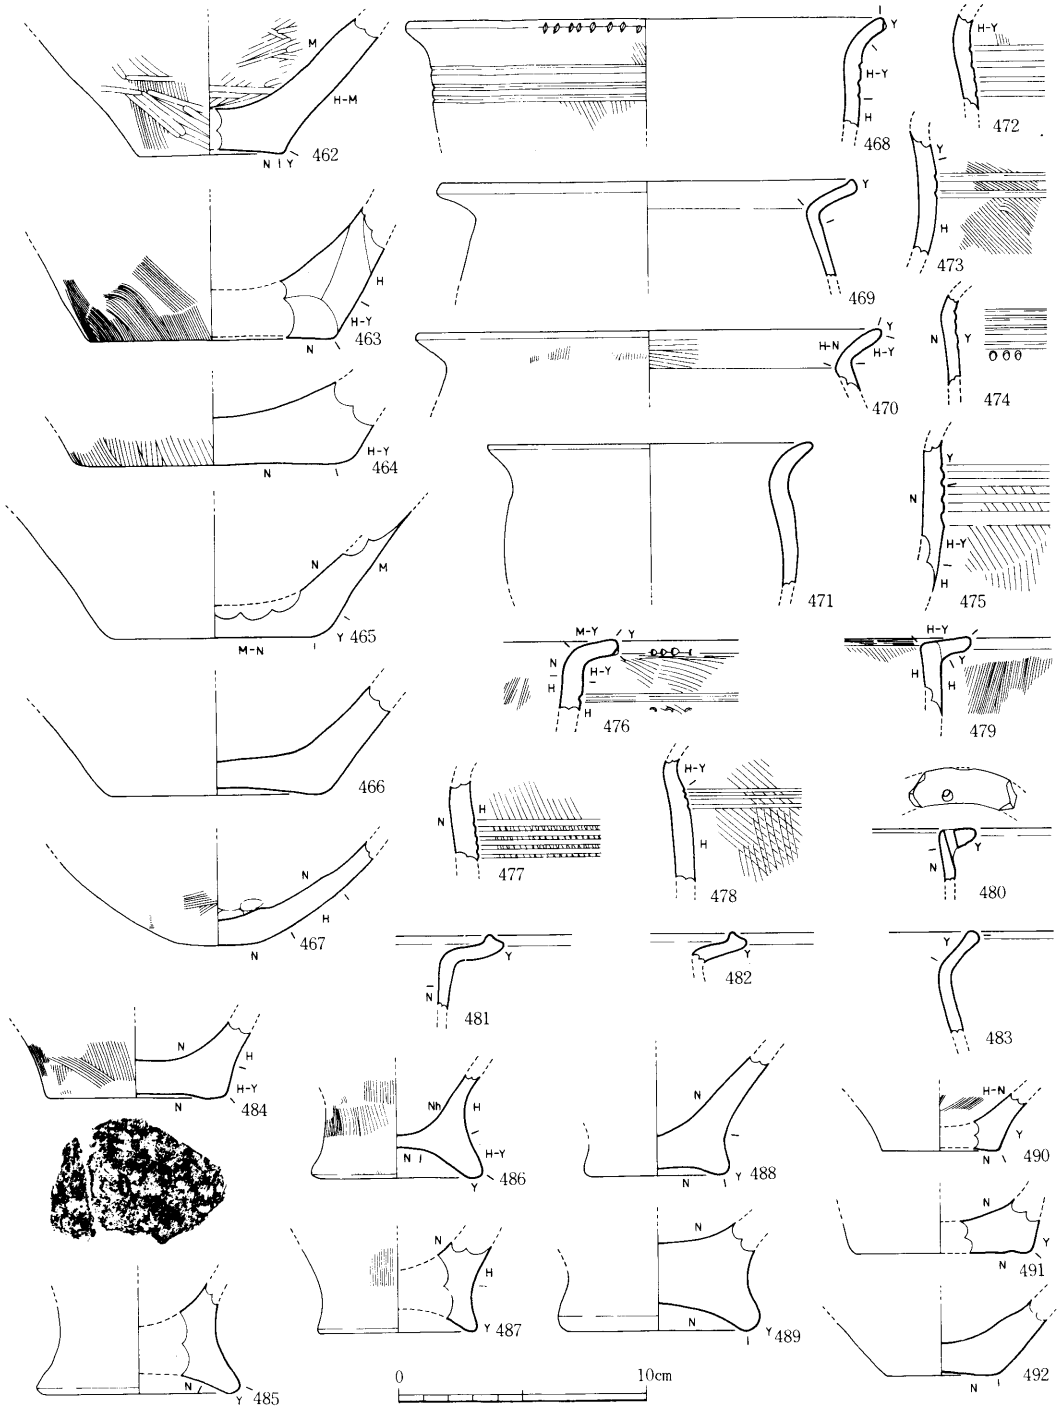 M
H-M
N I Y 462
H
H-Y
N 463
H-Y
N 464
N
M
M-N
Y 465
466
N
H
N 467
Y
H-Y
H
468
Y
469
Y
H-N
H-Y
470
471
H-Y
472
Y
H
473
N Y
474
Y
N
H-Y
H 475
M-Y Y
N
H
H-Y
H 476
H-Y
Y
H
479
H
N
477
H-Y
H
478
Y
N
480
Y
N
481
Y
482
Y
483
N
H
H-Y
N 484
Nh
H
N
H-Y
Y 486
N Y 488
H-N
Y
N 490
N
Y
N 491
N
H
Y 487
N
N Y 489
N 492
N
Y 485
0 10cm